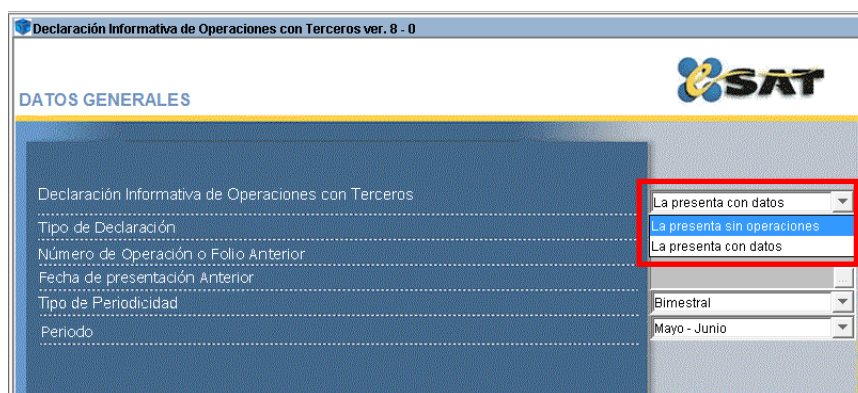 Declaración Informativa de Operaciones con Terceros ver. 8 - 0
eSAT
DATOS GENERALES
Declaración Informativa de Operaciones con Terceros
La presenta con datos
La presenta sin operaciones
Tipo de Declaración
La presenta con datos
Número de Operación o Folio Anterior
Fecha de presentación Anterior
...
Tipo de Periodicidad
Bimestral
Periodo
Mayo - Junio